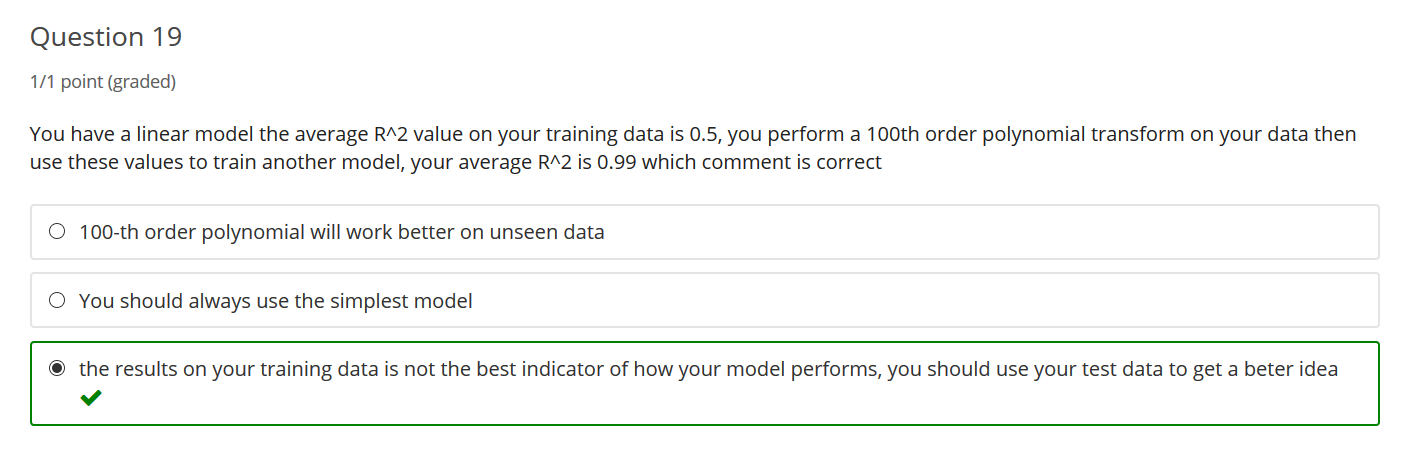 Question 19
1/1 point (graded)
You have a linear model the average R^2 value on your training data is 0.5, you perform a 100th order polynomial transform on your data then
use these values to train another model, your average R^2 is 0.99 which comment is correct
100-th order polynomial will work better on unseen data
You should always use the simplest model
the results on your training data is not the best indicator of how your model performs, you should use your test data to get a beter idea